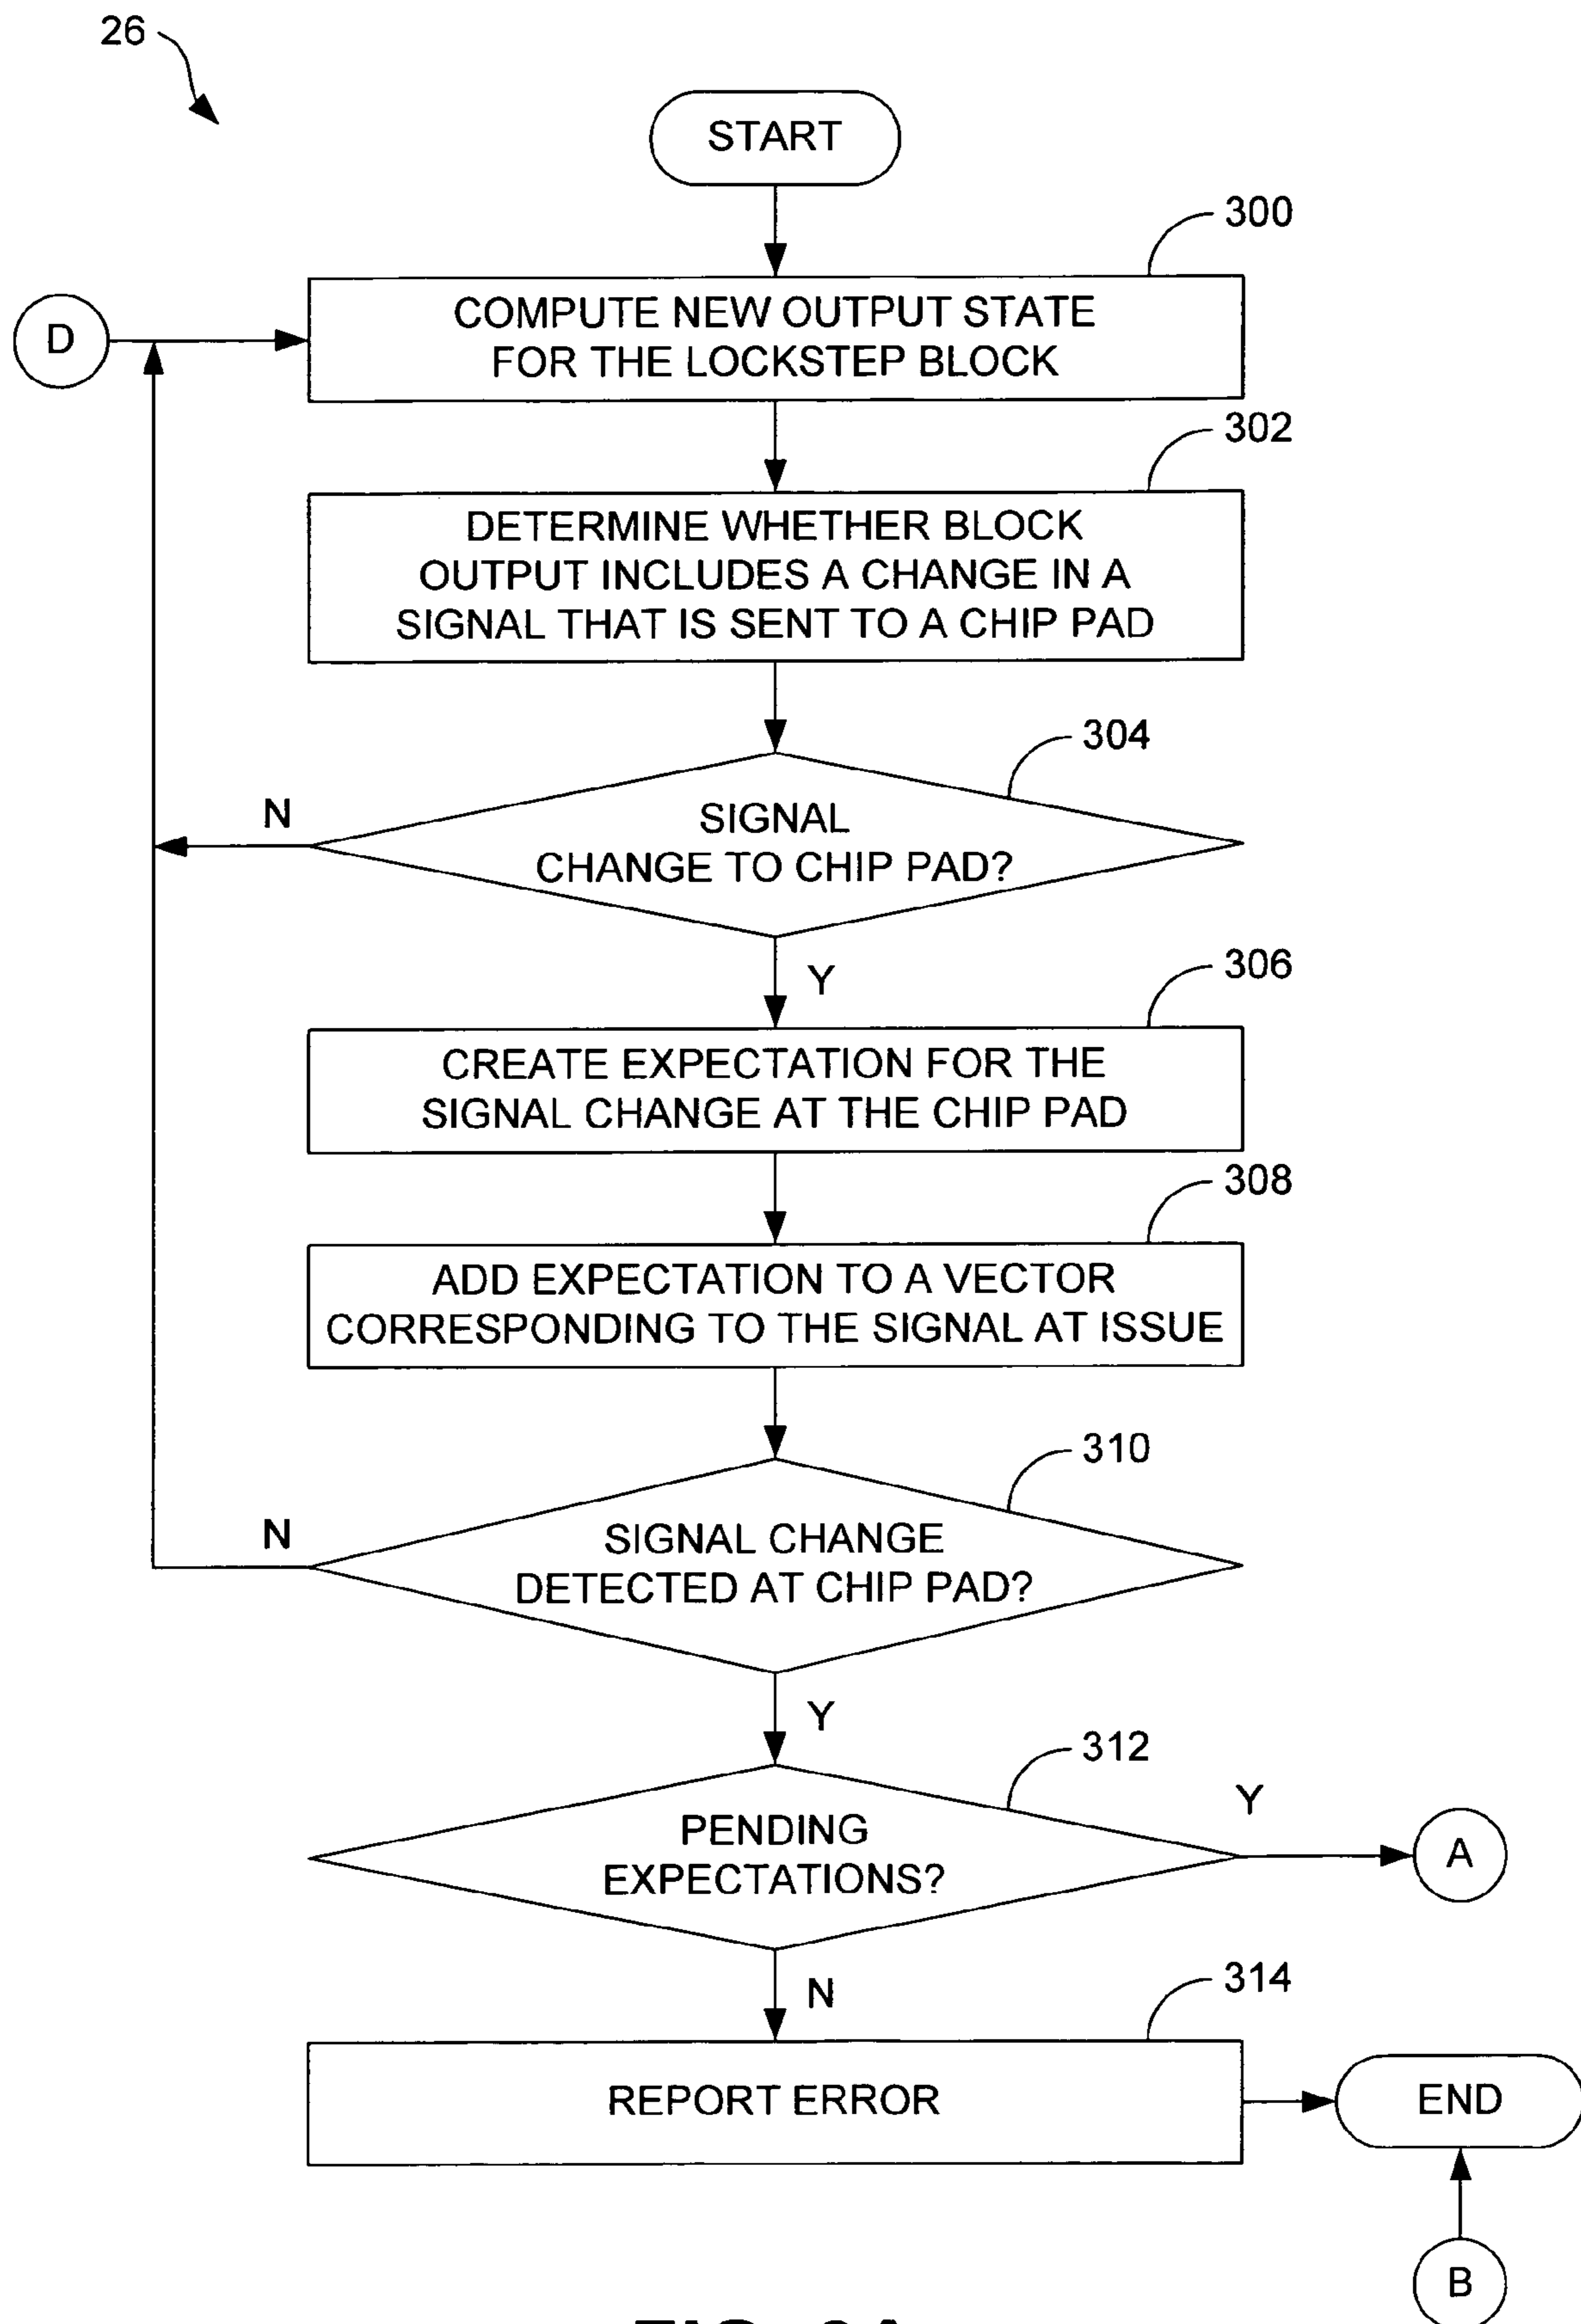 26
START
300
COMPUTE NEW OUTPUT STATE
FOR THE LOCKSTEP BLOCK
D
302
DETERMINE WHETHER BLOCK
OUTPUT INCLUDES A CHANGE IN A
SIGNAL THAT IS SENT TO A CHIP PAD
304
SIGNAL
CHANGE TO CHIP PAD?
N
Y
306
CREATE EXPECTATION FOR THE
SIGNAL CHANGE AT THE CHIP PAD
308
ADD EXPECTATION TO A VECTOR
CORRESPONDING TO THE SIGNAL AT ISSUE
310
SIGNAL CHANGE
DETECTED AT CHIP PAD?
N
Y
312
PENDING
EXPECTATIONS?
Y
A
N
314
REPORT ERROR
END
B